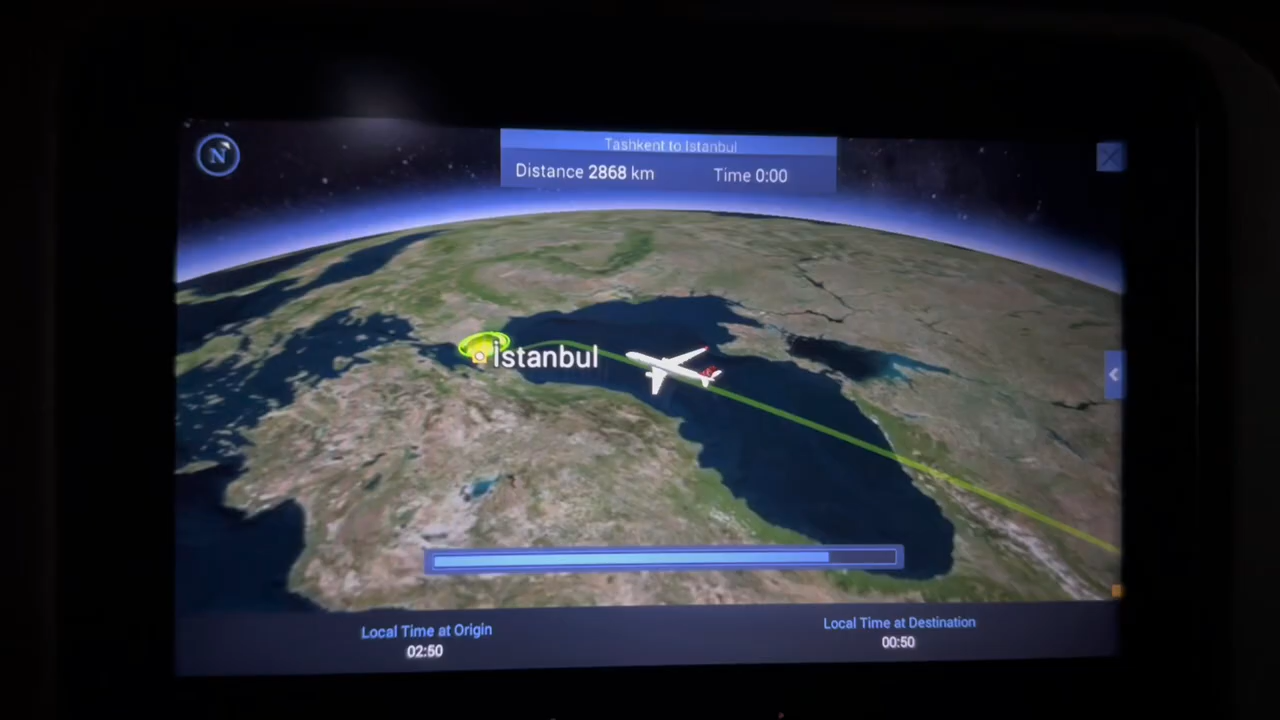 N
Tashkent to İstanbul
Distance 2868 km Time 0:00
İstanbul
Local Time at Origin
02:50
Local Time at Destination
00:50